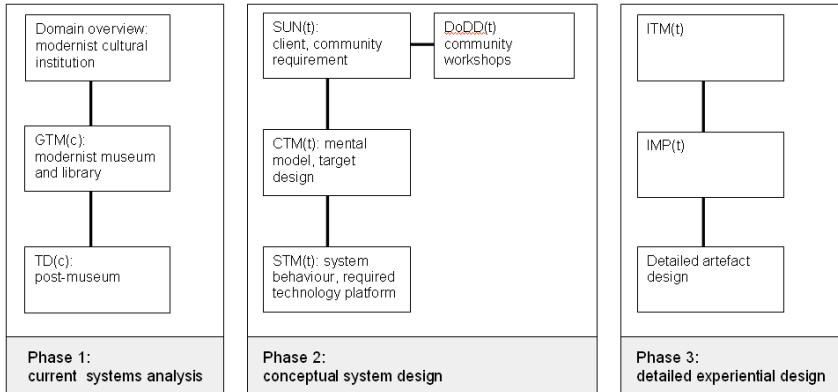 Domain overview:
modernist cultural
institution
GTM(c):
modernist museum
and library
TD(c):
post-museum
Phase 1:
current systems analysis
SUN(t):
client, community
requirement
DoDD(t)
community
workshops
CTM(t): mental
model, target
design
STM(t): system
behaviour, required
technology platform
Phase 2:
conceptual system design
ITM(t)
IMP(t)
Detailed artefact
design
Phase 3:
detailed experiential design